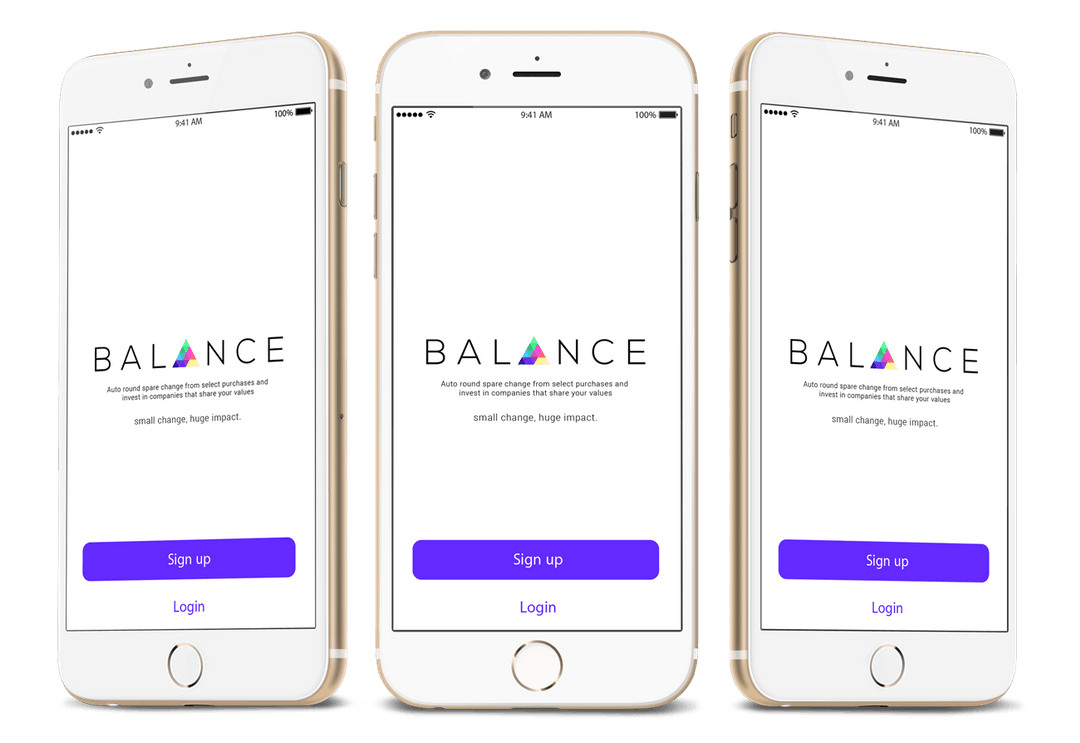 9:41 AM
100%
BALANCE
Auto round spare change from select purchases and
invest in companies that share your values
small change, huge impact.
Sign up
Login
9:41 AM
100%
BALANCE
Auto round spare change from select purchases and
invest in companies that share your values
small change, huge impact.
Sign up
Login
9:41 AM
100%
BALANCE
Auto round spare change from select purchases and
invest in companies that share your values
small change, huge impact.
Sign up
Login